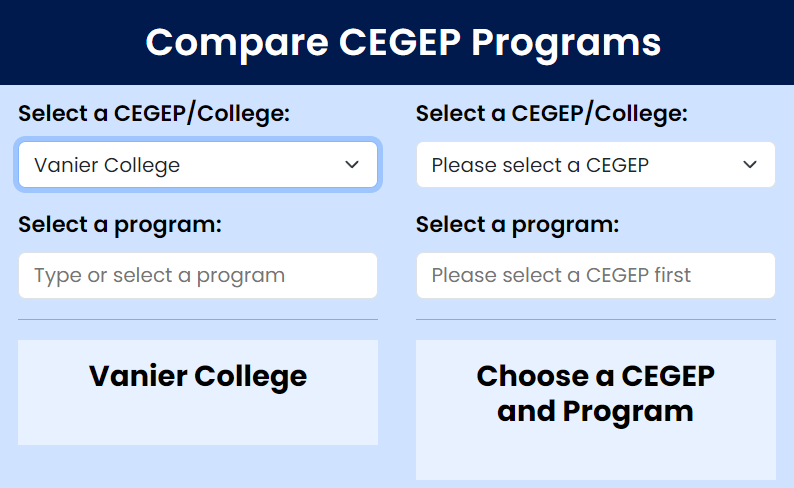 Compare CEGEP Programs
Select a CEGEP/College:
Vanier College
Select a program:
Type or select a program
Vanier College
Select a CEGEP/College:
Please select a CEGEP
Select a program:
Please select a CEGEP first
Choose a CEGEP
and Program